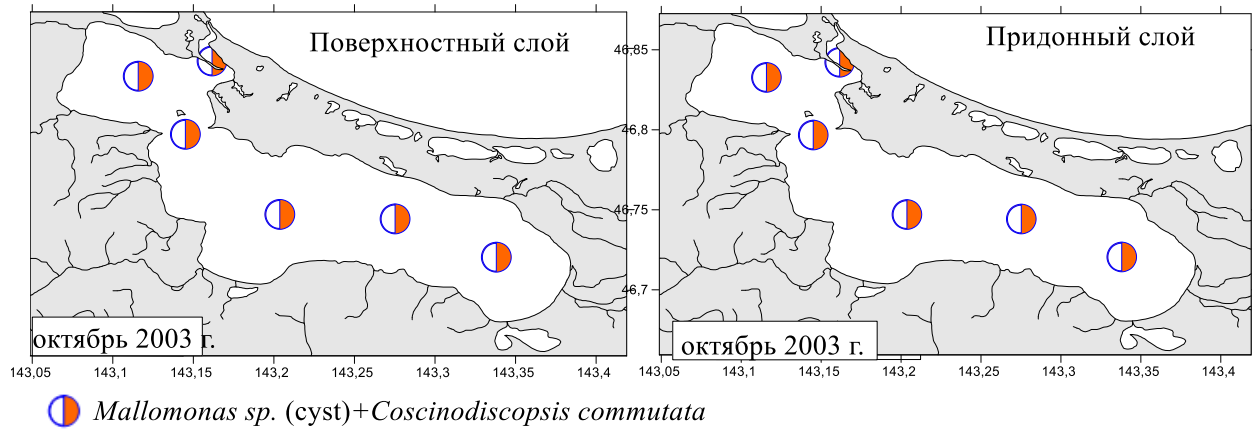 Поверхностный слой
Придонный слой
46,85
46,8
46,75
46,7
октябрь 2003 г.
октябрь 2003 г.
143,05 143,1 143,15 143,2 143,25 143,3 143,35 143,4
143,05 143,1 143,15 143,2 143,25 143,3 143,35 143,4
Mallomonas sp. (cyst)+Coscinodiscopsis commutata